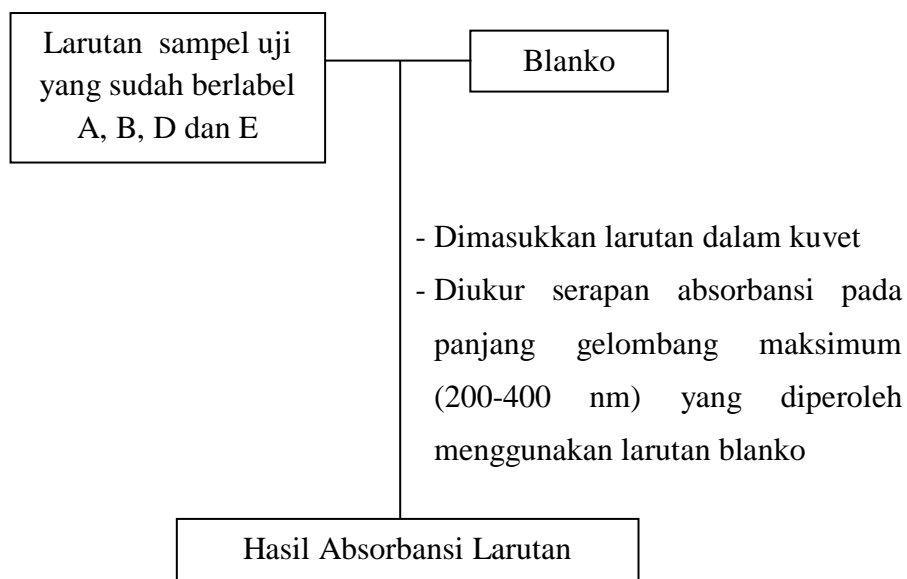 Larutan sampel uji
yang sudah berlabel
A, B, D dan E
Blanko
- Dimasukkan larutan dalam kuvet
- Diukur serapan absorbansi pada
panjang gelombang maksimum
(200-400 nm) yang diperoleh
menggunakan larutan blanko
Hasil Absorbansi Larutan